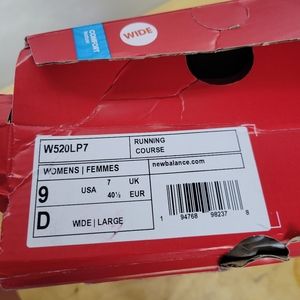 COMFORT
WIDE
W520LP7
RUNNING
COURSE
WOMENS | FEMMES
newbalance.com
9
USA
7 UK
40½ EUR
D
WIDE | LARGE
1 94768 98237 8